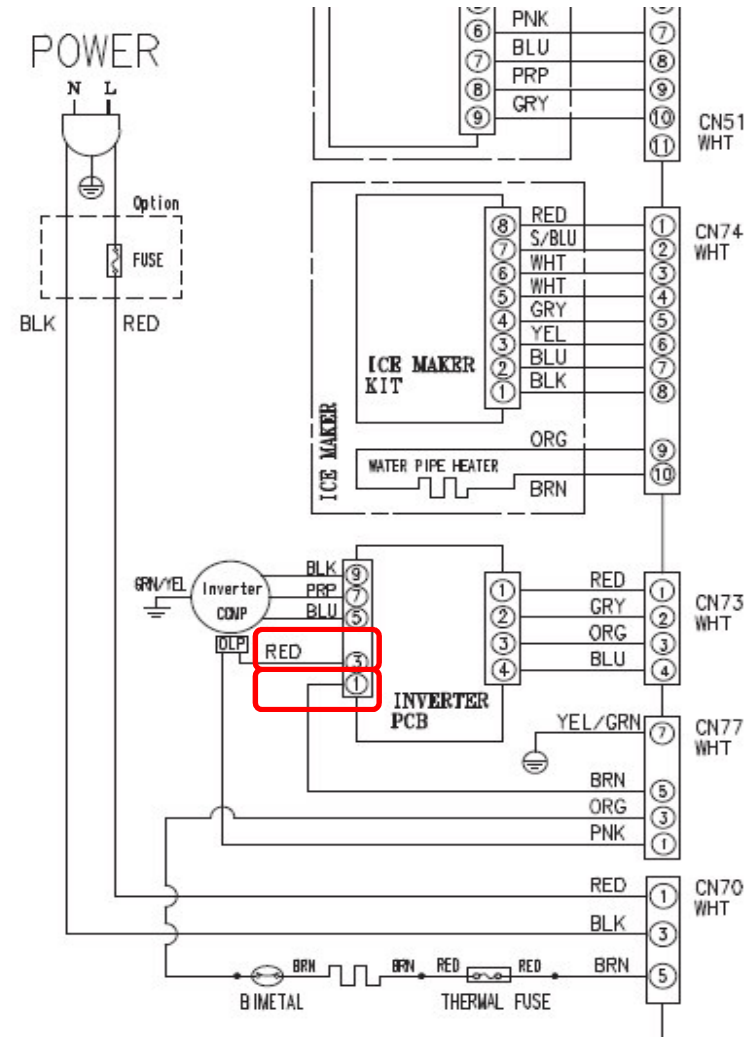 POWER
N L
Option
FUSE
BLK RED
6 PNK 7
7 BLU 8
8 PRP 9
9 GRY 10
11
CN51
WHT
ICE MAKER
ICE MAKER
KIT
8 RED 1
7 S/BLU 2
6 WHT 3
5 WHT 4
4 GRY 5
3 YEL 6
2 BLU 7
1 BLK 8
CN74
WHT
ORG 9
WATER PIPE HEATER
BRN 10
GRN/YEL
Inverter
COMP
OLP
BLK 9
PRP 7
BLU 5
RED 3
1
INVERTER
PCB
1 RED 1
2 GRY 2
3 ORG 3
4 BLU 4
CN73
WHT
YEL/GRN 7
CN77
WHT
BRN 5
ORG 3
PNK 1
RED 1
CN70
WHT
BLK 3
BRN BRN RED RED BRN 5
BIMETAL THERMAL FUSE